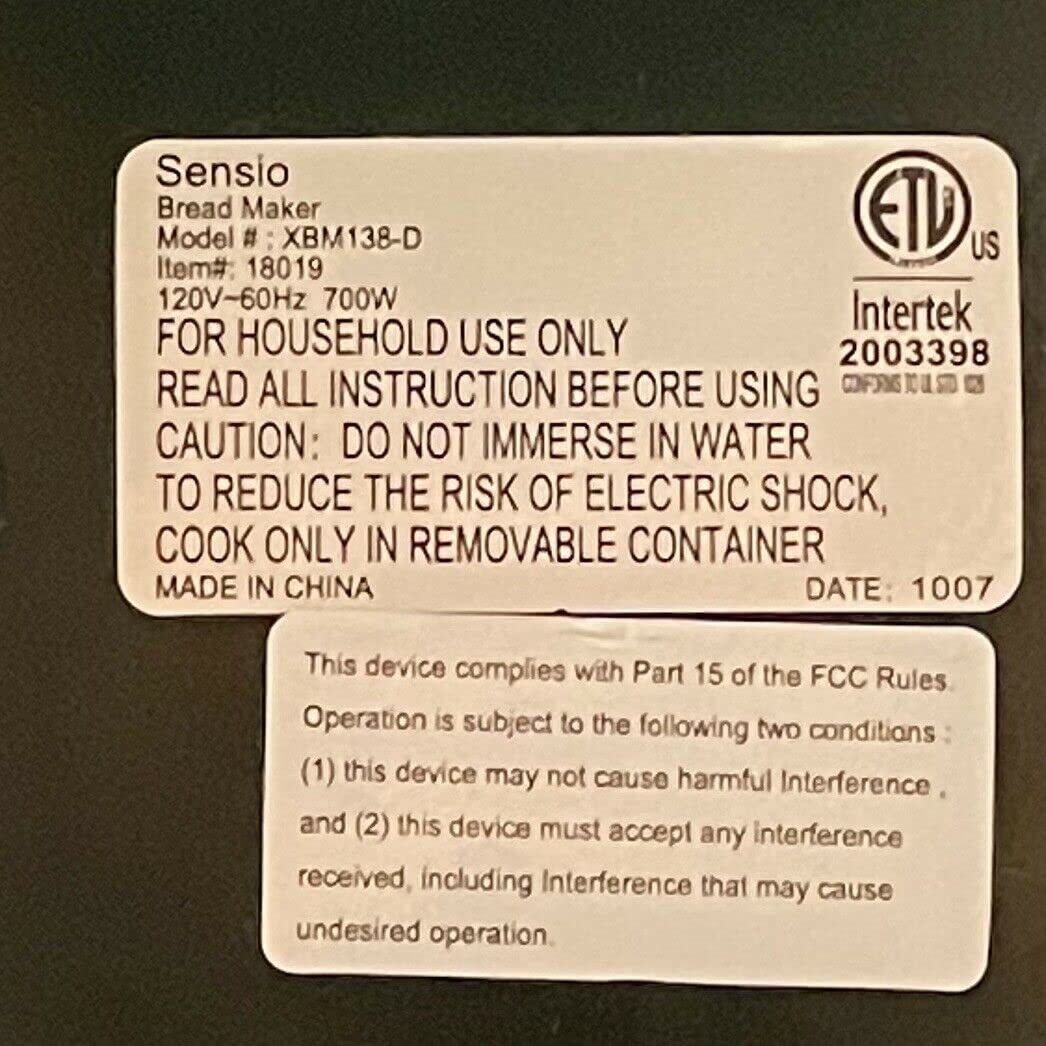 Sensio
Bread Maker
Model # : XBM138-D
Item#: 18019
120V~60Hz 700W
FOR HOUSEHOLD USE ONLY
READ ALL INSTRUCTION BEFORE USING
CAUTION: DO NOT IMMERSE IN WATER
TO REDUCE THE RISK OF ELECTRIC SHOCK,
COOK ONLY IN REMOVABLE CONTAINER
MADE IN CHINA
DATE: 1007
ETL
US
Intertek
2003398
CONFORMS TO UL STD.
This device complies with Part 15 of the FCC Rules.
Operation is subject to the following two conditions :
(1) this device may not cause harmful Interference ,
and (2) this device must accept any interference
received, including Interference that may cause
undesired operation.